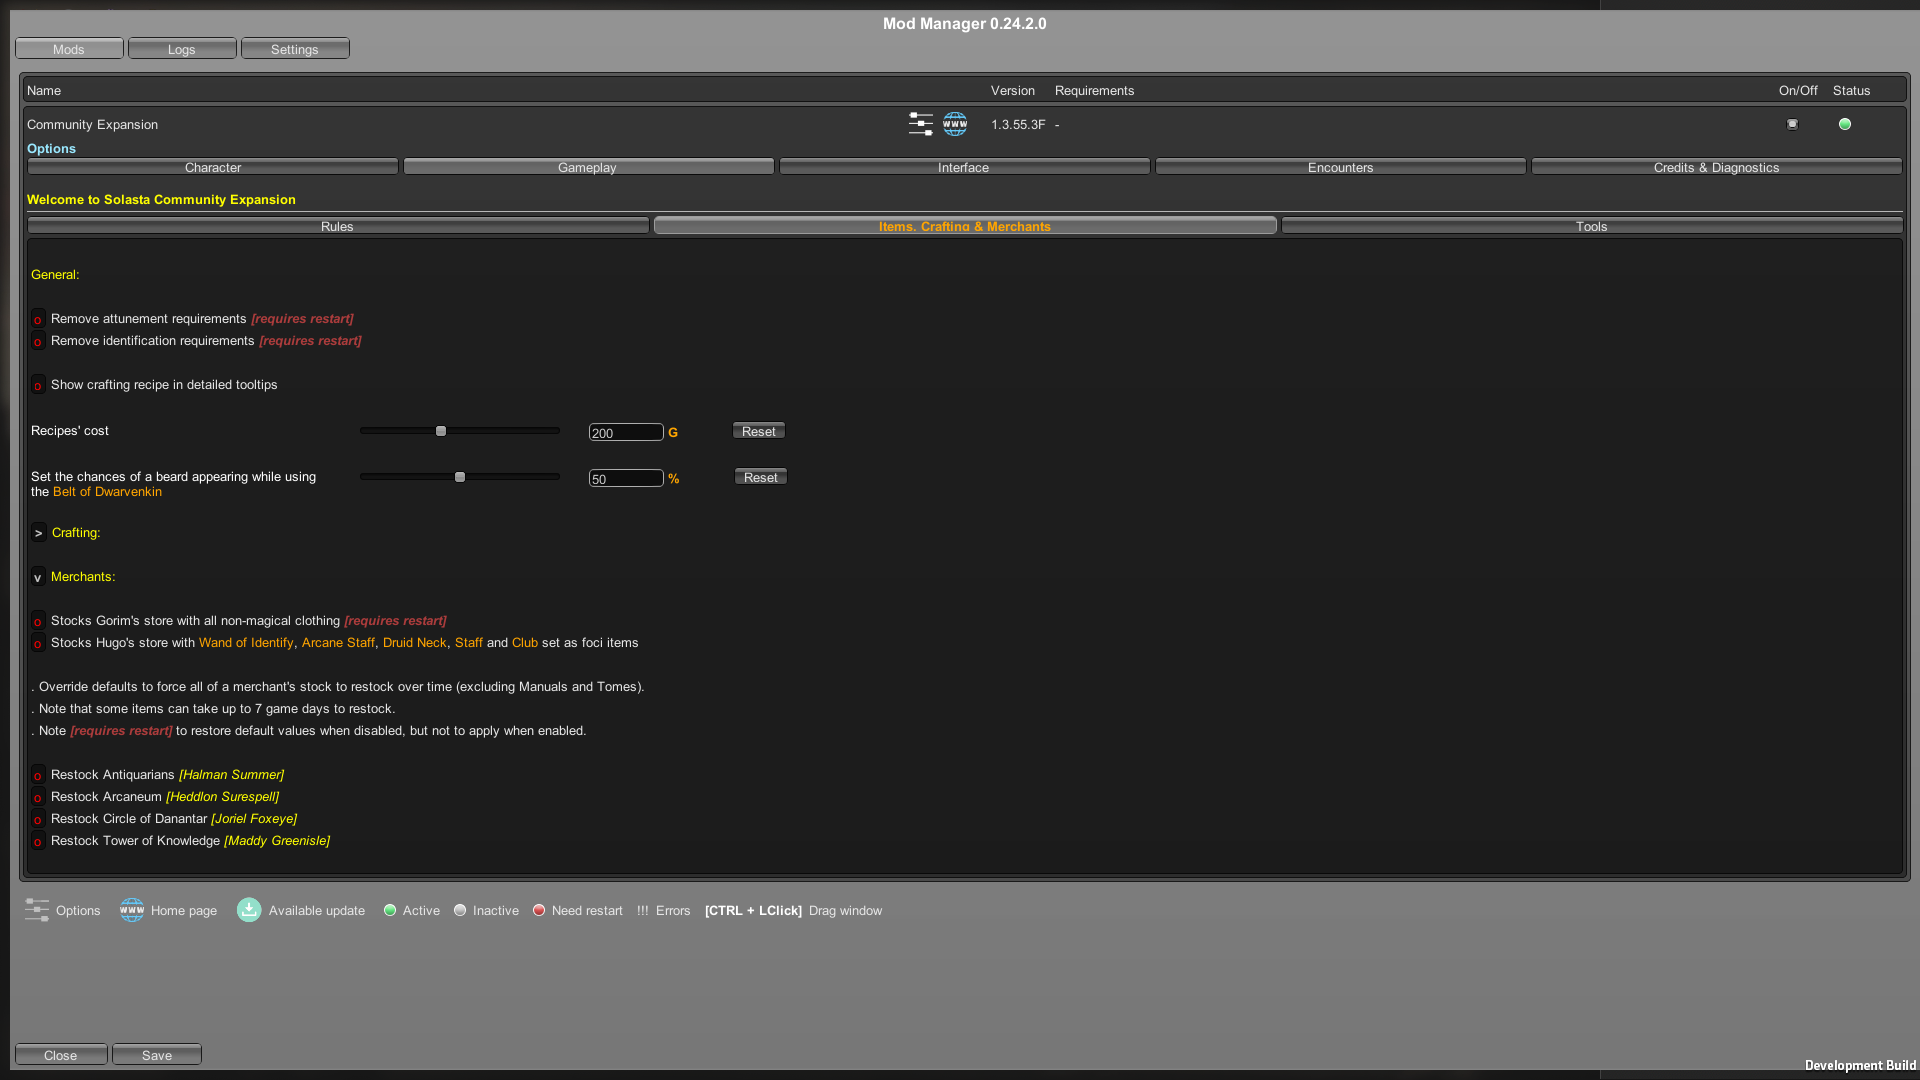 Mod Manager 0.24.2.0
Mods Logs Settings
Name Version Requirements On/Off Status
Community Expansion www 1.3.55.3F -
Options
Character Gameplay Interface Encounters Credits & Diagnostics
Welcome to Solasta Community Expansion
Rules Items, Crafting & Merchants Tools
General:
o Remove attunement requirements [requires restart]
o Remove identification requirements [requires restart]
o Show crafting recipe in detailed tooltips
Recipes' cost 200 G Reset
Set the chances of a beard appearing while using 50 % Reset
the Belt of Dwarvenkin
> Crafting:
v Merchants:
o Stocks Gorim's store with all non-magical clothing [requires restart]
o Stocks Hugo's store with Wand of Identify, Arcane Staff, Druid Neck, Staff and Club set as foci items
. Override defaults to force all of a merchant's stock to restock over time (excluding Manuals and Tomes).
. Note that some items can take up to 7 game days to restock.
. Note [requires restart] to restore default values when disabled, but not to apply when enabled.
o Restock Antiquarians [Halman Summer]
o Restock Arcaneum [Heddlon Surespell]
o Restock Circle of Danantar [Joriel Foxeye]
o Restock Tower of Knowledge [Maddy Greenisle]
Options www Home page Available update Active Inactive Need restart !!! Errors [CTRL + LClick] Drag window
Close Save
Development Build